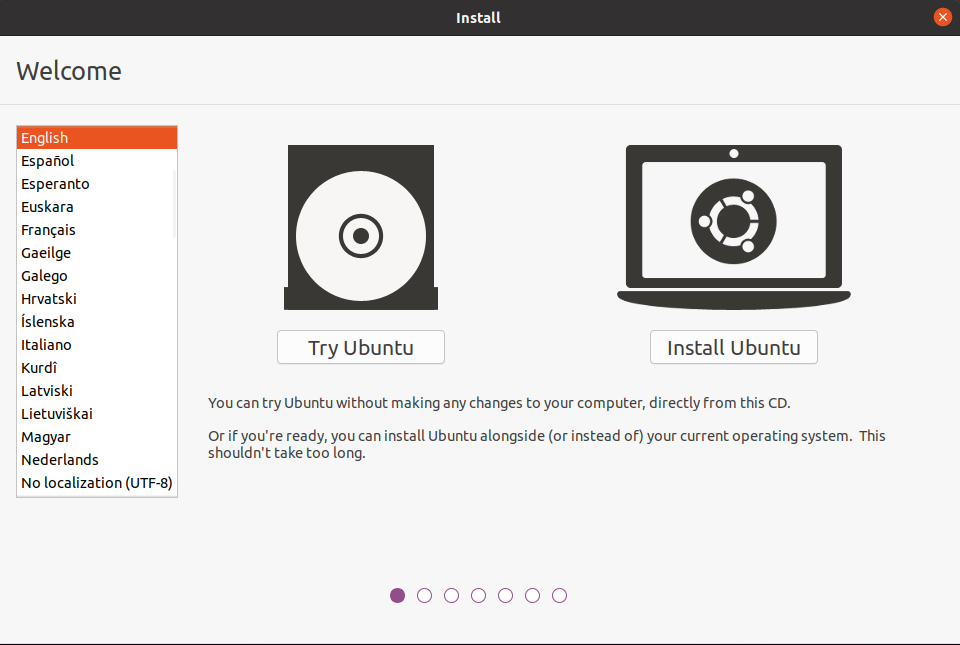 Install
Welcome
English
Español
Esperanto
Euskara
Français
Gaeilge
Galego
Hrvatski
Íslenska
Italiano
Kurdî
Latviski
Lietuviškai
Magyar
Nederlands
No localization (UTF-8)
Try Ubuntu
Install Ubuntu
You can try Ubuntu without making any changes to your computer, directly from this CD.
Or if you're ready, you can install Ubuntu alongside (or instead of) your current operating system.  This
shouldn't take too long.